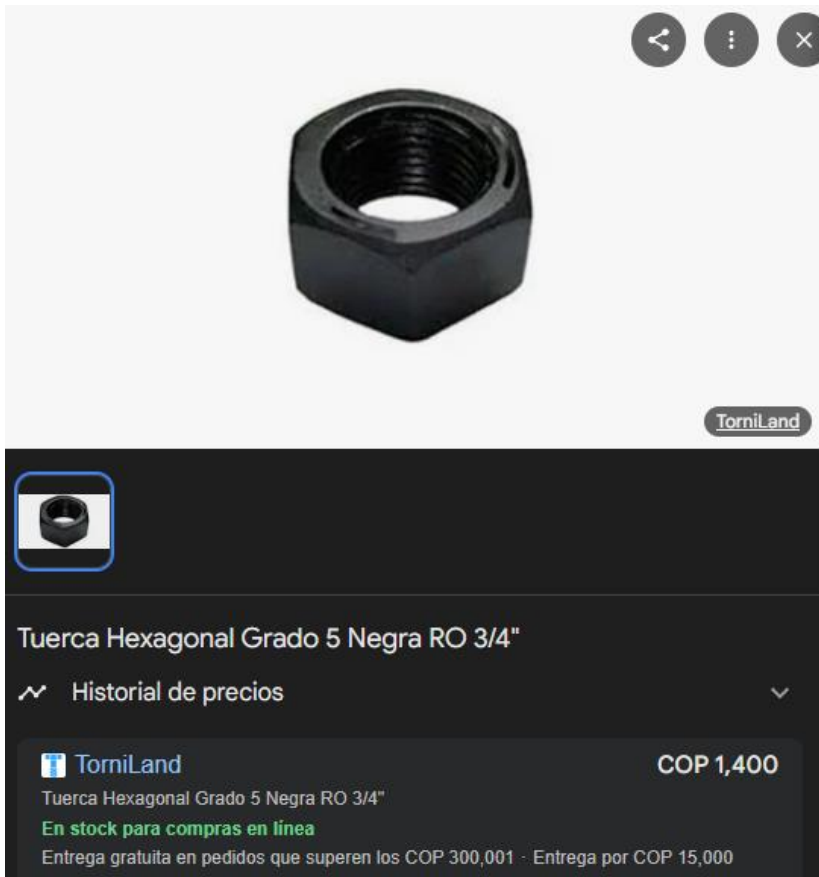 TorniLand
Tuerca Hexagonal Grado 5 Negra RO 3/4"
Historial de precios
TorniLand COP 1,400
Tuerca Hexagonal Grado 5 Negra RO 3/4"
En stock para compras en línea
Entrega gratuita en pedidos que superen los COP 300,001 · Entrega por COP 15,000